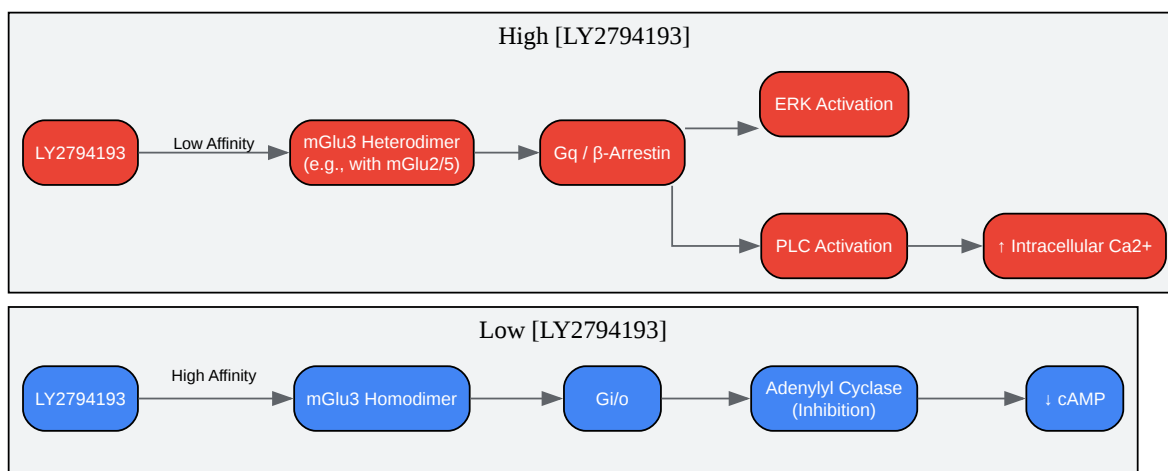 High [LY2794193]
ERK Activation
LY2794193
Low Affinity
mGlu3 Heterodimer
(e.g., with mGlu2/5)
Gq / β-Arrestin
PLC Activation
↑ Intracellular Ca2+
Low [LY2794193]
LY2794193
High Affinity
mGlu3 Homodimer
Gi/o
Adenylyl Cyclase
(Inhibition)
↓ cAMP